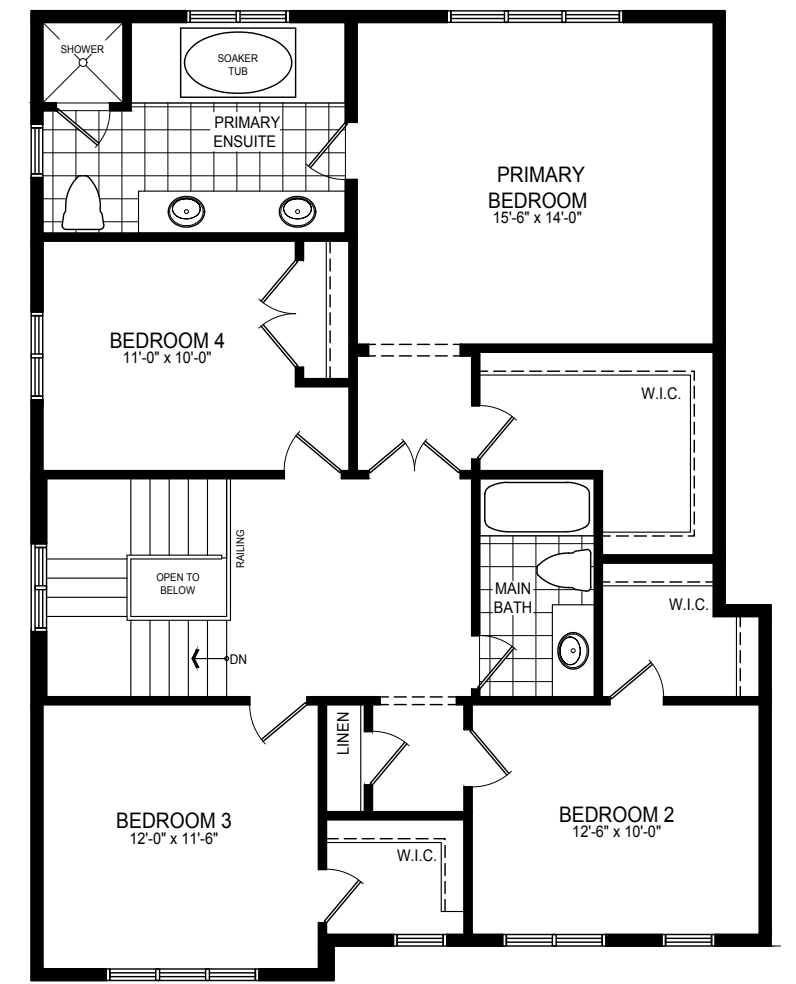 SHOWER
SOAKER
TUB
PRIMARY
ENSUITE
PRIMARY
BEDROOM
15'-6" x 14'-0"
BEDROOM 4
11'-0" x 10'-0"
W.I.C.
RAILING
OPEN TO
BELOW
MAIN
BATH
W.I.C.
DN
LINEN
BEDROOM 3
12'-0" x 11'-6"
BEDROOM 2
12'-6" x 10'-0"
W.I.C.